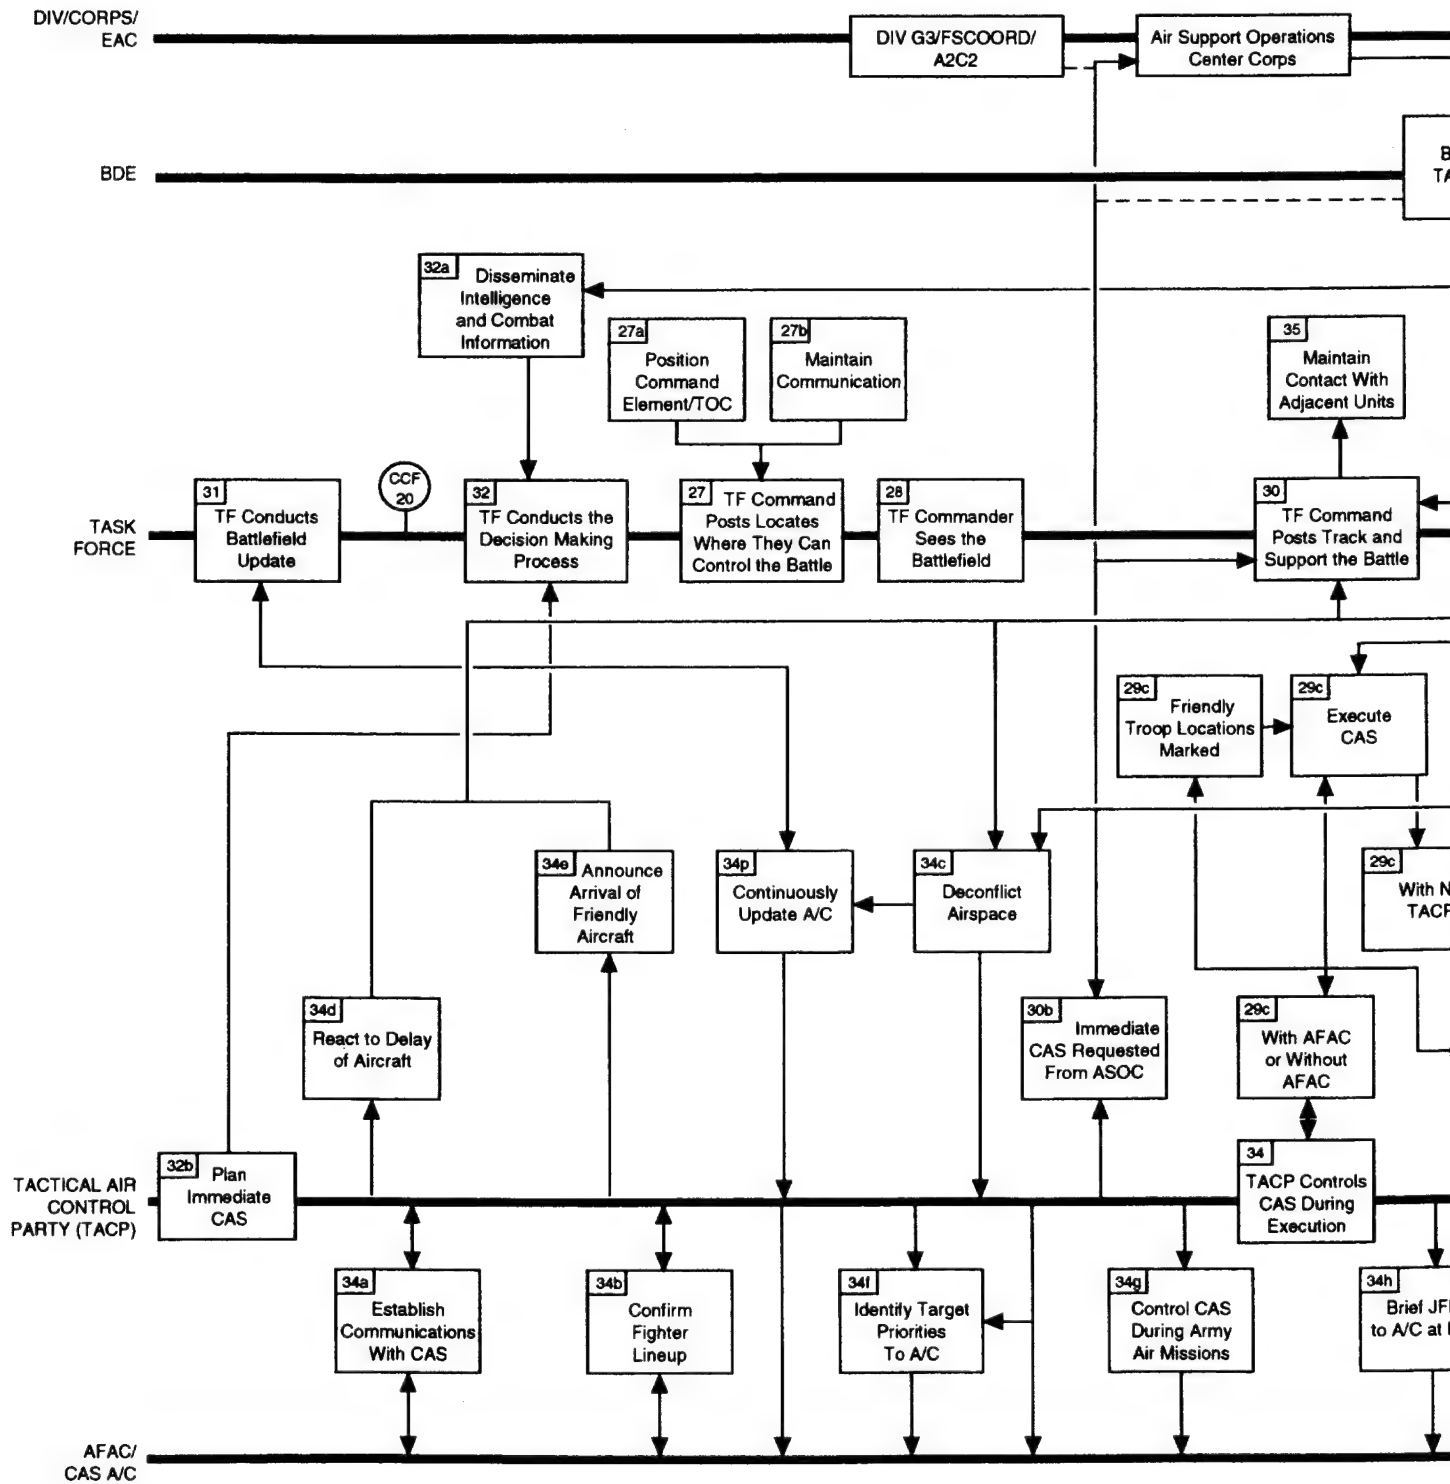 DIV/CORPS/
EAC
DIV G3/FSCOORD/
A2C2
Air Support Operations
Center Corps
BDE
32a
Disseminate
Intelligence
and Combat
Information
27a
Position
Command
Element/TOC
27b
Maintain
Communication
35
Maintain
Contact With
Adjacent Units
TASK
FORCE
31
TF Conducts
Battlefield
Update
CCF
20
32
TF Conducts the
Decision Making
Process
27
TF Command
Posts Locates
Where They Can
Control the Battle
28
TF Commander
Sees the
Battlefield
30
TF Command
Posts Track and
Support the Battle
29c
Friendly
Troop Locations
Marked
29c
Execute
CAS
34e
Announce
Arrival of
Friendly
Aircraft
34p
Continuously
Update A/C
34c
Deconflict
Airspace
29c
With
TACP
34d
React to Delay
of Aircraft
30b
Immediate
CAS Requested
From ASOC
29c
With AFAC
or Without
AFAC
TACTICAL AIR
CONTROL
PARTY (TACP)
32b
Plan
Immediate
CAS
34
TACP Controls
CAS During
Execution
34a
Establish
Communications
With CAS
34b
Confirm
Fighter
Lineup
34f
Identify Target
Priorities
To A/C
34g
Control CAS
During Army
Air Missions
34h
Brief
to A/C at
AFAC/
CAS A/C